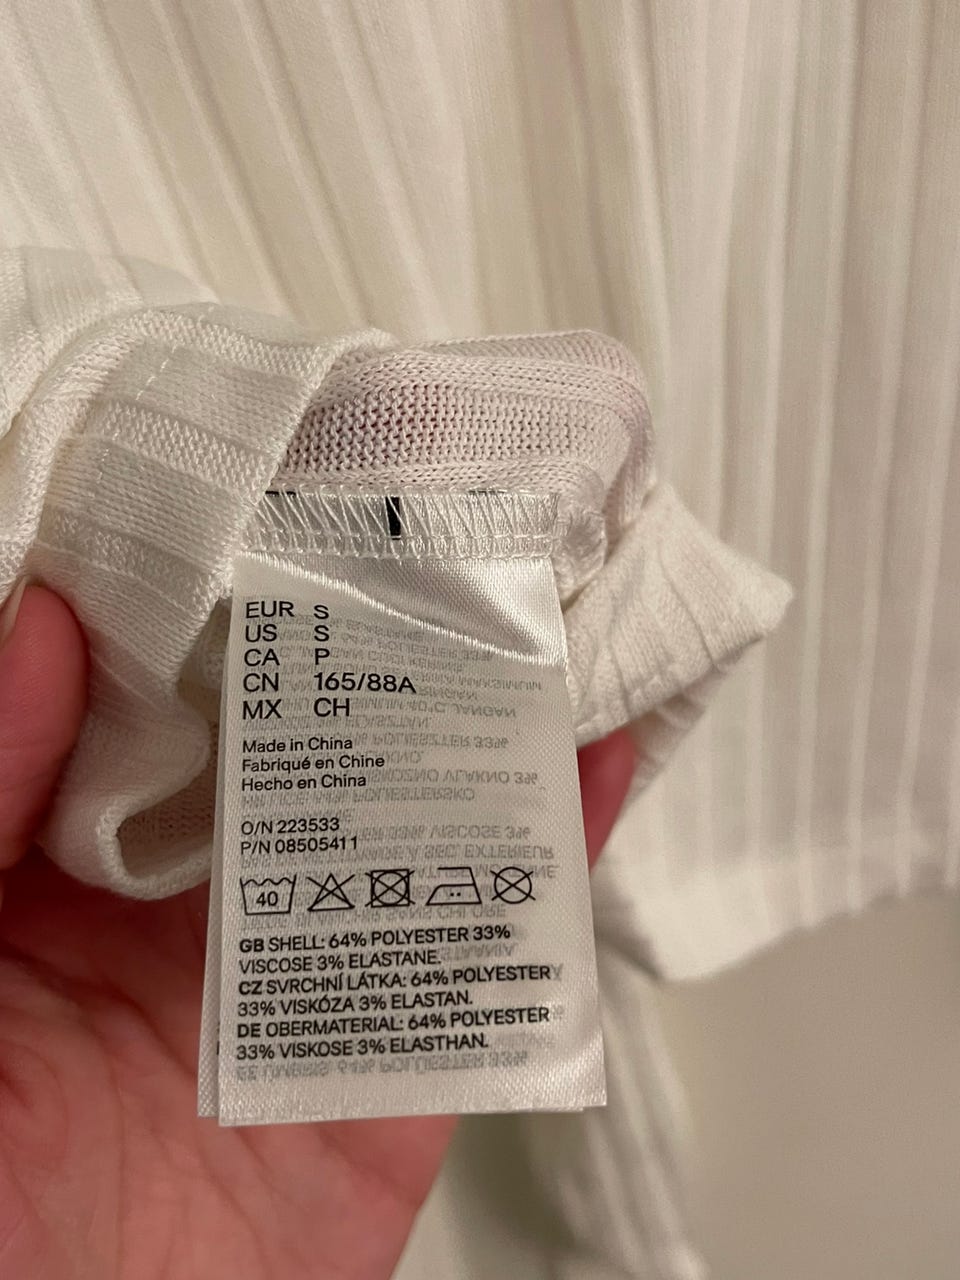 EUR S
US S
CA P
CN 165/88A
MX CH
Made in China
Fabriqué en Chine
Hecho en China
O/N 223533
P/N 08505411
40
GB SHELL: 64% POLYESTER 33%
VISCOSE 3% ELASTANE.
CZ SVRCHNÍ LÁTKA: 64% POLYESTER
33% VISKÓZA 3% ELASTAN.
DE OBERMATERIAL: 64% POLYESTER
33% VISKOSE 3% ELASTHAN.